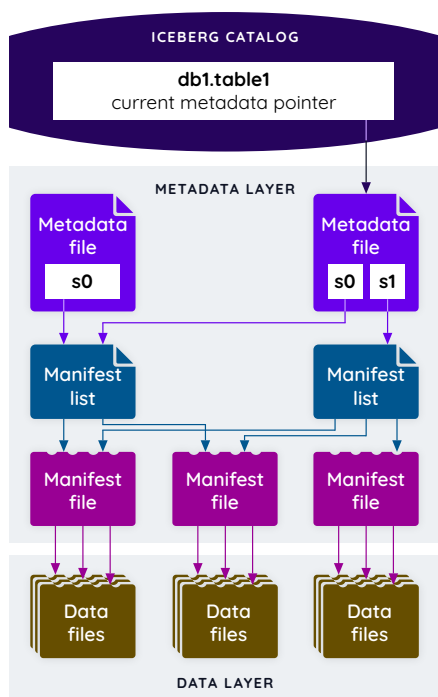 ICEBERG CATALOG
db1.table1
current metadata pointer
METADATA LAYER
Metadata
file
s0
Metadata
file
s0
s1
Manifest
list
Manifest
list
Manifest
file
Manifest
file
Manifest
file
Data
files
Data
files
Data
files
DATA LAYER